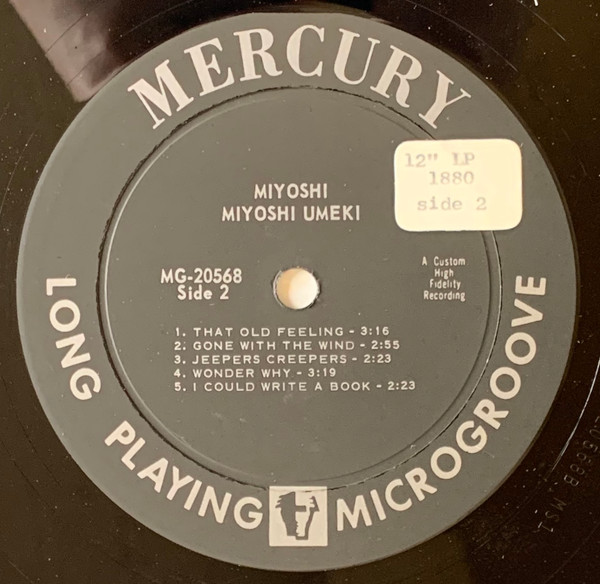 MERCURY
12" LP
1880
side 2
MIYOSHI
MIYOSHI UMEKI
MG-20568
Side 2
A Custom
High
Fidelity
Recording
1. THAT OLD FEELING - 3:16
2. GONE WITH THE WIND - 2:55
3. JEEPERS CREEPERS - 2:23
4. WONDER WHY - 3:19
5. I COULD WRITE A BOOK - 2:23
LONG PLAYING MICROGROOVE